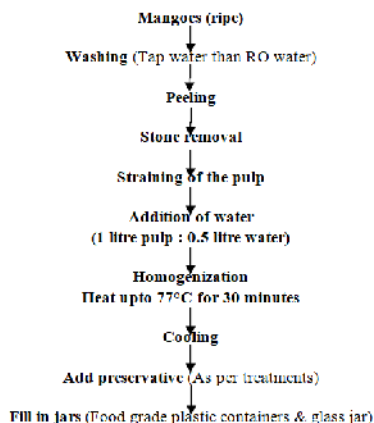 Mangoes (ripe)
Washing (Tap water than RO water)
Peeling
Stone removal
Straining of the pulp
Addition of water
(1 litre pulp : 0.5 litre water)
Homogenization
Heat upto 77°C for 30 minutes
Cooling
Add preservative (As per treatments)
Fill in jars (Food grade plastic containers & glass jar)